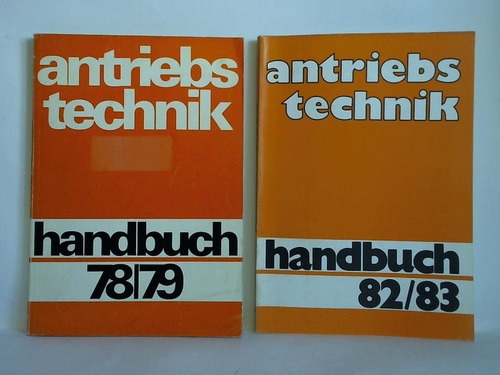 antriebs
technik
handbuch
78|79
antriebs
technik
handbuch
82/83